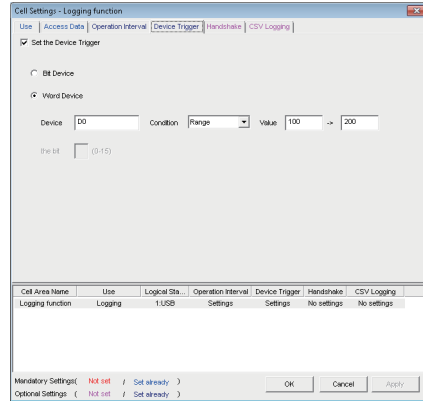 Cell Settings - Logging function
Use Access Data Operation Interval Device Trigger Handshake CSV Logging
Set the Device Trigger
Bit Device
Word Device
Device D0 Condition Range Value 100 -> 200
the bit (0-15)
Cell Area Name Use Logical Sta... Operation Interval Device Trigger Handshake CSV Logging
Logging function Logging 1:USB Settings Settings No settings No settings
Mandatory Settings( Not set / Set already )
OK Cancel Apply
Optional Settings ( Not set / Set already )